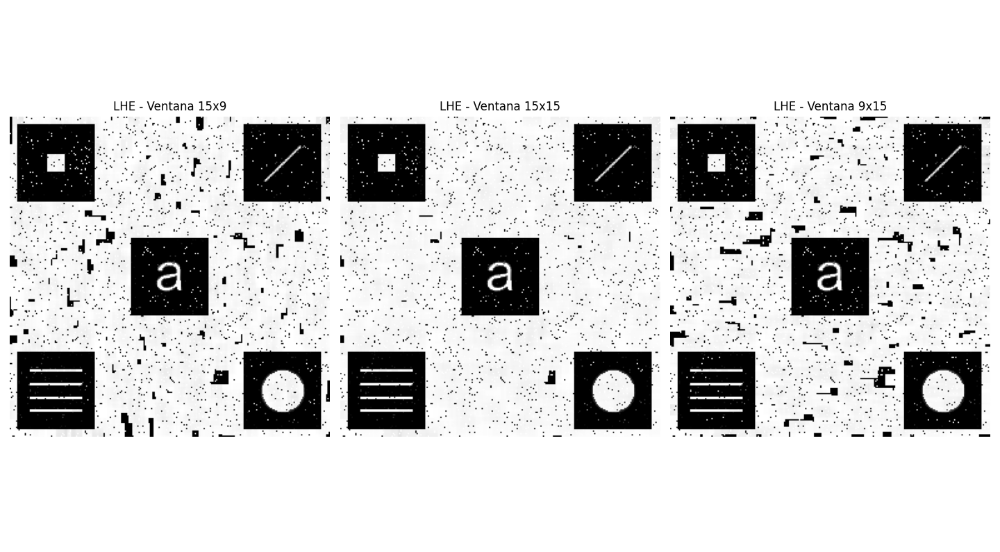 LHE - Ventana 15x9
LHE - Ventana 15x15
LHE - Ventana 9x15
a
a
a